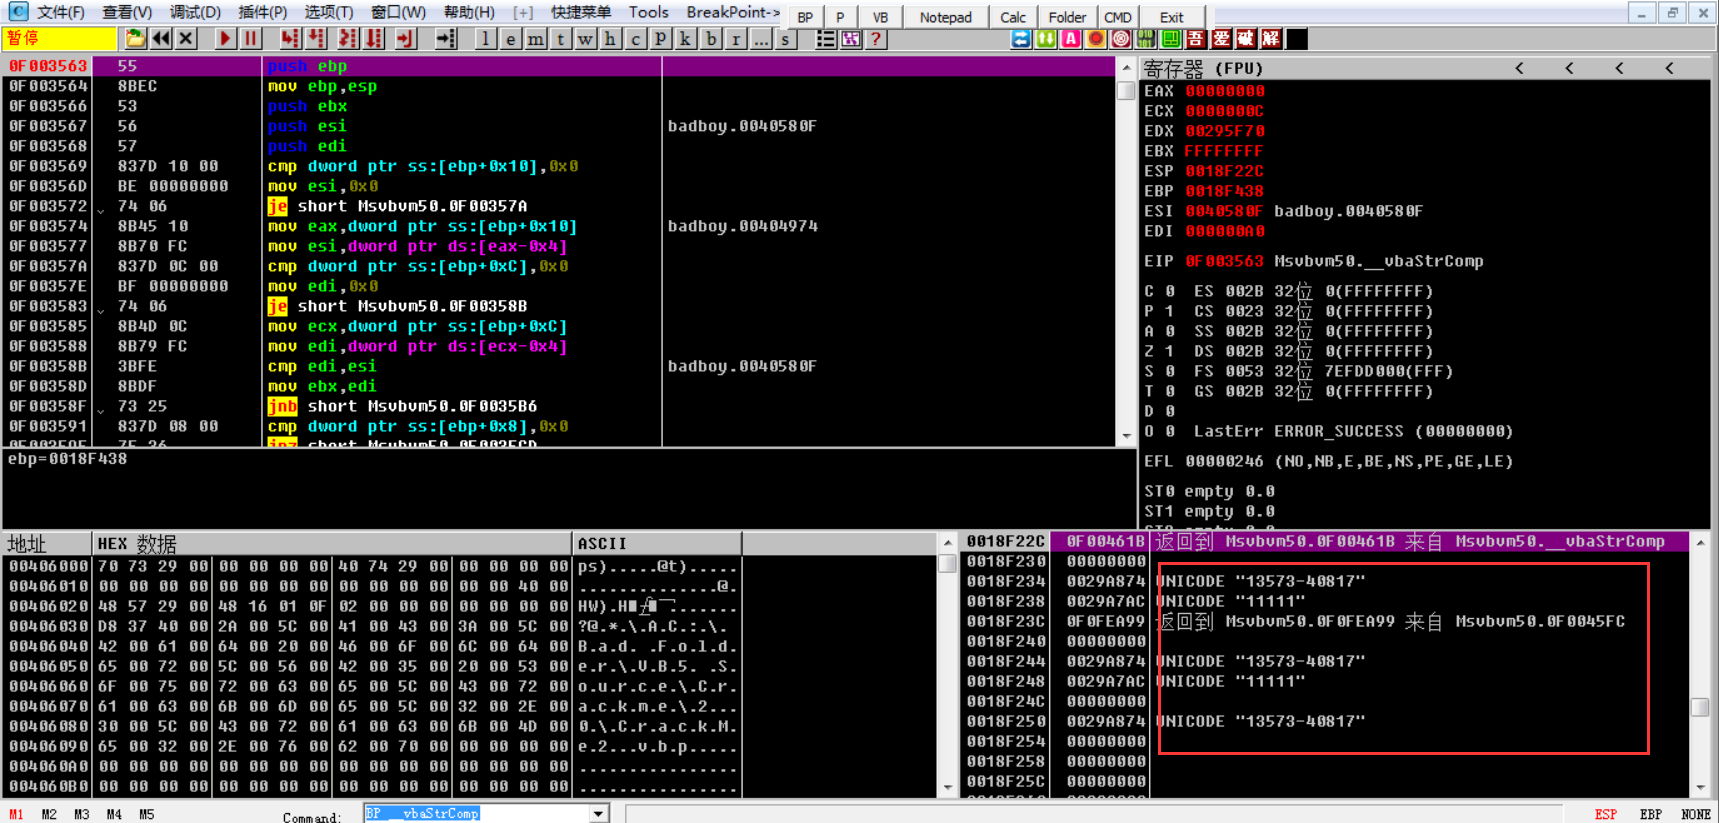 文件(F) 查看(V) 调试(D) 插件(P) 选项(T) 窗口(W) 帮助(H) [+] 快捷菜单 Tools BreakPoint-> BP P VB Notepad Calc Folder CMD Exit
暂停 l e m t w h c p k b r ... s ? A 吾 爱 破 解
0F003563 55 push ebp
0F003564 8BEC mov ebp,esp
0F003566 53 push ebx
0F003567 56 push esi badboy.0040580F
0F003568 57 push edi
0F003569 837D 10 00 cmp dword ptr ss:[ebp+0x10],0x0
0F00356D BE 00000000 mov esi,0x0
0F003572 74 06 je short Msvbvm50.0F00357A
0F003574 8B45 10 mov eax,dword ptr ss:[ebp+0x10] badboy.00404974
0F003577 8B70 FC mov esi,dword ptr ds:[eax-0x4]
0F00357A 837D 0C 00 cmp dword ptr ss:[ebp+0xC],0x0
0F00357E BF 00000000 mov edi,0x0
0F003583 74 06 je short Msvbvm50.0F00358B
0F003585 8B4D 0C mov ecx,dword ptr ss:[ebp+0xC]
0F003588 8B79 FC mov edi,dword ptr ds:[ecx-0x4]
0F00358B 3BFE cmp edi,esi badboy.0040580F
0F00358D 8BDF mov ebx,edi
0F00358F 73 25 jnb short Msvbvm50.0F0035B6
0F003591 837D 08 00 cmp dword ptr ss:[ebp+0x8],0x0
0F003595 75 36 jnz short Msvbvm50.0F0035CD
ebp=0018F438
寄存器 (FPU) < < < <
EAX 00000000
ECX 0000000C
EDX 00295F70
EBX FFFFFFFF
ESP 0018F22C
EBP 0018F438
ESI 0040580F badboy.0040580F
EDI 000000A0
EIP 0F003563 Msvbvm50.__vbaStrComp
C 0 ES 002B 32位 0(FFFFFFFF)
P 1 CS 0023 32位 0(FFFFFFFF)
A 0 SS 002B 32位 0(FFFFFFFF)
Z 1 DS 002B 32位 0(FFFFFFFF)
S 0 FS 0053 32位 7EFDD000(FFF)
T 0 GS 002B 32位 0(FFFFFFFF)
D 0
O 0 LastErr ERROR_SUCCESS (00000000)
EFL 00000246 (NO,NB,E,BE,NS,PE,GE,LE)
ST0 empty 0.0
ST1 empty 0.0
ST2 empty 0.0
地址 HEX 数据 ASCII
00406000 70 73 29 00 00 00 00 00 40 74 29 00 00 00 00 00 ps).....@t).....
00406010 00 00 00 00 00 00 00 00 00 00 00 00 00 00 40 00 ..............@.
00406020 48 57 29 00 48 16 01 0F 02 00 00 00 00 00 00 00
00406030 D8 37 40 00 2A 00 5C 00 41 00 43 00 3A 00 5C 00 ?@.*.\.A.C.:.\.
00406040 42 00 61 00 64 00 20 00 46 00 6F 00 6C 00 64 00 B.a.d. .F.o.l.d.
00406050 65 00 72 00 5C 00 56 00 42 00 35 00 20 00 53 00 e.r.\.V.B.5. .S.
00406060 6F 00 75 00 72 00 63 00 65 00 5C 00 43 00 72 00 o.u.r.c.e.\.C.r.
00406070 61 00 63 00 6B 00 6D 00 65 00 5C 00 32 00 2E 00 a.c.k.m.e.\.2...
00406080 30 00 5C 00 43 00 72 00 61 00 63 00 6B 00 4D 00 0.\.C.r.a.c.k.M.
00406090 65 00 32 00 2E 00 76 00 62 00 70 00 00 00 00 00 e.2...v.b.p.....
004060A0 00 00 00 00 00 00 00 00 00 00 00 00 00 00 00 00 ................
004060B0 00 00 00 00 00 00 00 00 00 00 00 00 00 00 00 00 ................
0018F22C 0F00461B 返回到 Msvbvm50.0F00461B 来自 Msvbvm50.__vbaStrComp
0018F230 00000000
0018F234 0029A874 UNICODE "13573-40817"
0018F238 0029A7AC UNICODE "11111"
0018F23C 0F0FEA99 返回到 Msvbvm50.0F0FEA99 来自 Msvbvm50.0F0045FC
0018F240 00000000
0018F244 0029A874 UNICODE "13573-40817"
0018F248 0029A7AC UNICODE "11111"
0018F24C 00000000
0018F250 0029A874 UNICODE "13573-40817"
0018F254 00000000
0018F258 00000000
0018F25C 00000000
M1 M2 M3 M4 M5 Command: BP __vbaStrComp ESP EBP NONE